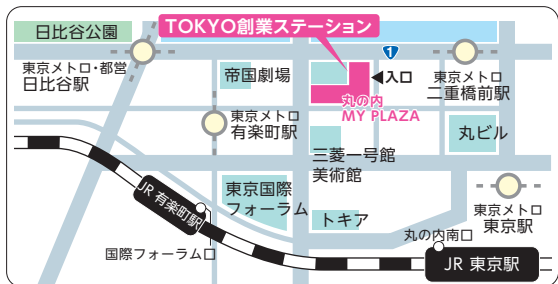 日比谷公園
TOKYO創業ステーション
1
東京メトロ・都営
日比谷駅
帝国劇場
入口
東京メトロ
二重橋前駅
丸の内
MY PLAZA
東京メトロ
有楽町駅
丸ビル
三菱一号館
美術館
東京国際
フォーラム
JR 有楽町駅
トキア
東京メトロ
東京駅
丸の内南口
国際フォーラム口
JR 東京駅